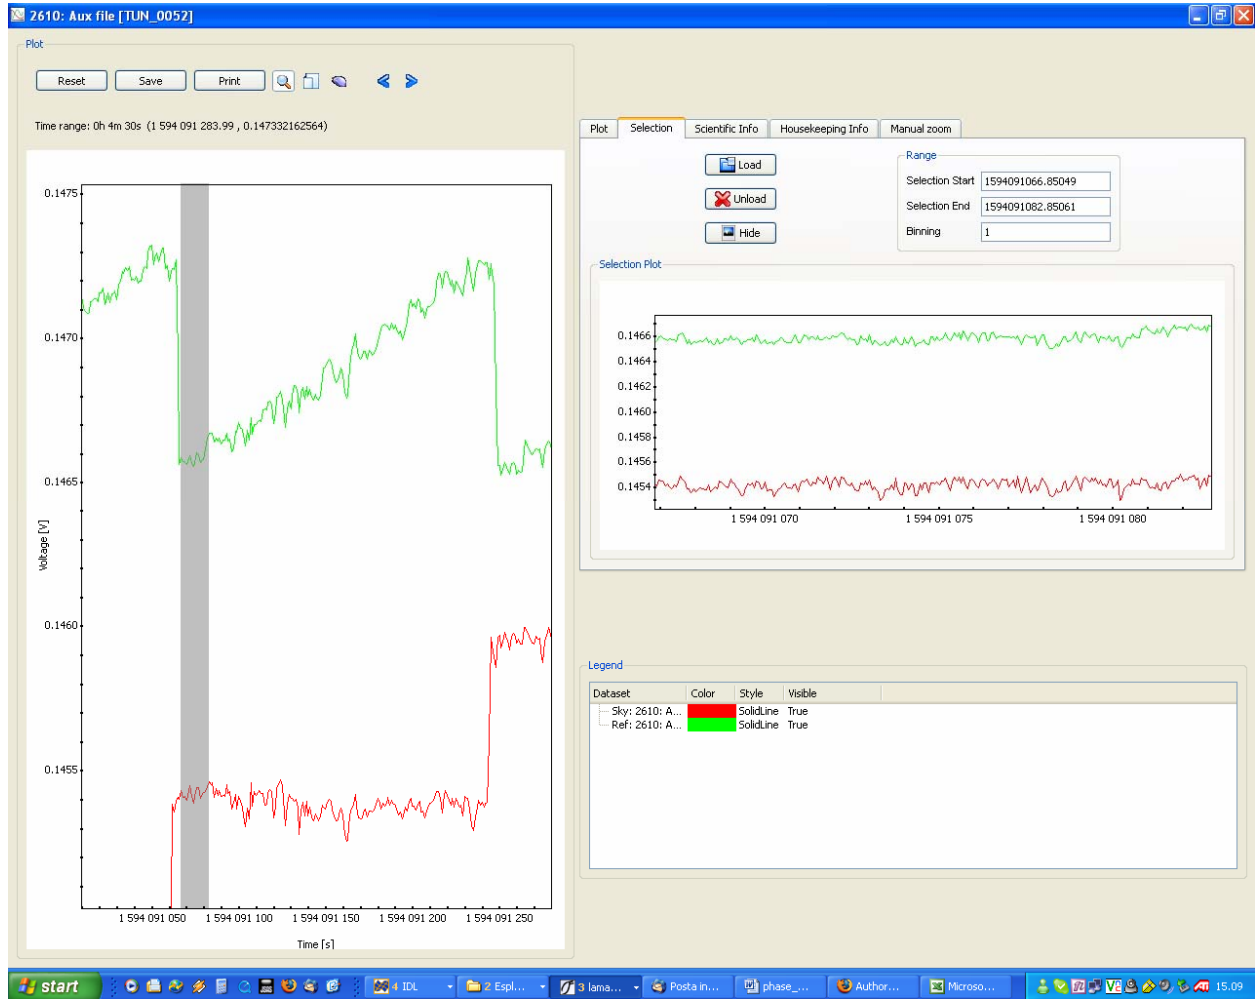 2610: Aux file [TUN_0052]
Plot
Reset Save Print
Time range: 0h 4m 30s (1 594 091 283.99 , 0.147332162564)
0.1475
0.1470
0.1465
0.1460
0.1455
Voltage [V]
1 594 091 050 1 594 091 100 1 594 091 150 1 594 091 200 1 594 091 250
Time [s]
Plot Selection Scientific Info Housekeeping Info Manual zoom
Load
Unload
Hide
Range
Selection Start 1594091066.85049
Selection End 1594091082.85061
Binning 1
Selection Plot
0.1466
0.1464
0.1462
0.1460
0.1458
0.1456
0.1454
1 594 091 070 1 594 091 075 1 594 091 080
Legend
Dataset Color Style Visible
Sky: 2610: A... SolidLine True
Ref: 2610: A... SolidLine True
start 4 IDL 2 Espl... 3 lama... Posta in... phase_... Author... Microso... 15.09